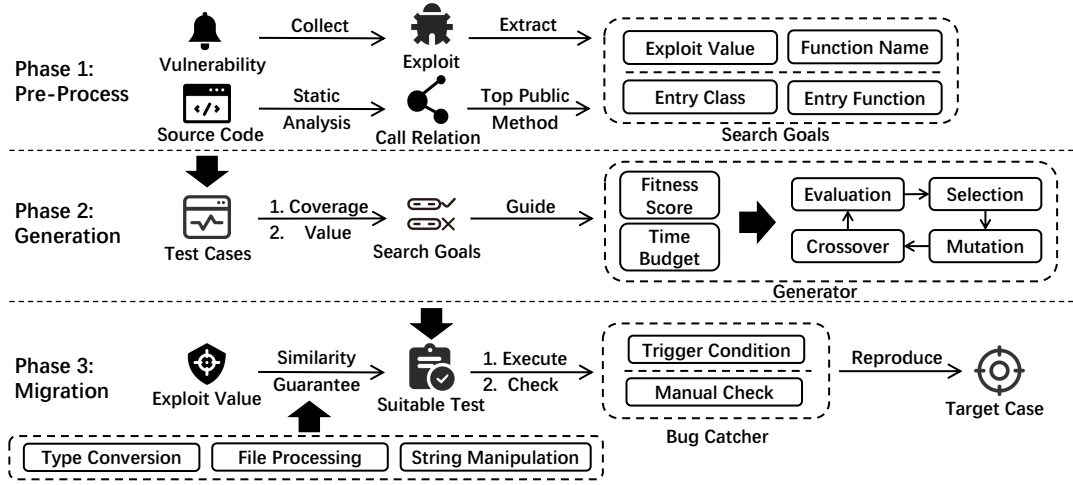 Phase 1:
Pre-Process
Vulnerability
Collect
Exploit
Extract
Source Code
Static
Analysis
Call Relation
Top Public
Method
Exploit Value
Function Name
Entry Class
Entry Function
Search Goals
Phase 2:
Generation
Test Cases
1. Coverage
2. Value
Search Goals
Guide
Fitness
Score
Time
Budget
Evaluation
Selection
Crossover
Mutation
Generator
Phase 3:
Migration
Exploit Value
Similarity
Guarantee
Suitable Test
1. Execute
2. Check
Trigger Condition
Manual Check
Bug Catcher
Reproduce
Target Case
Type Conversion
File Processing
String Manipulation